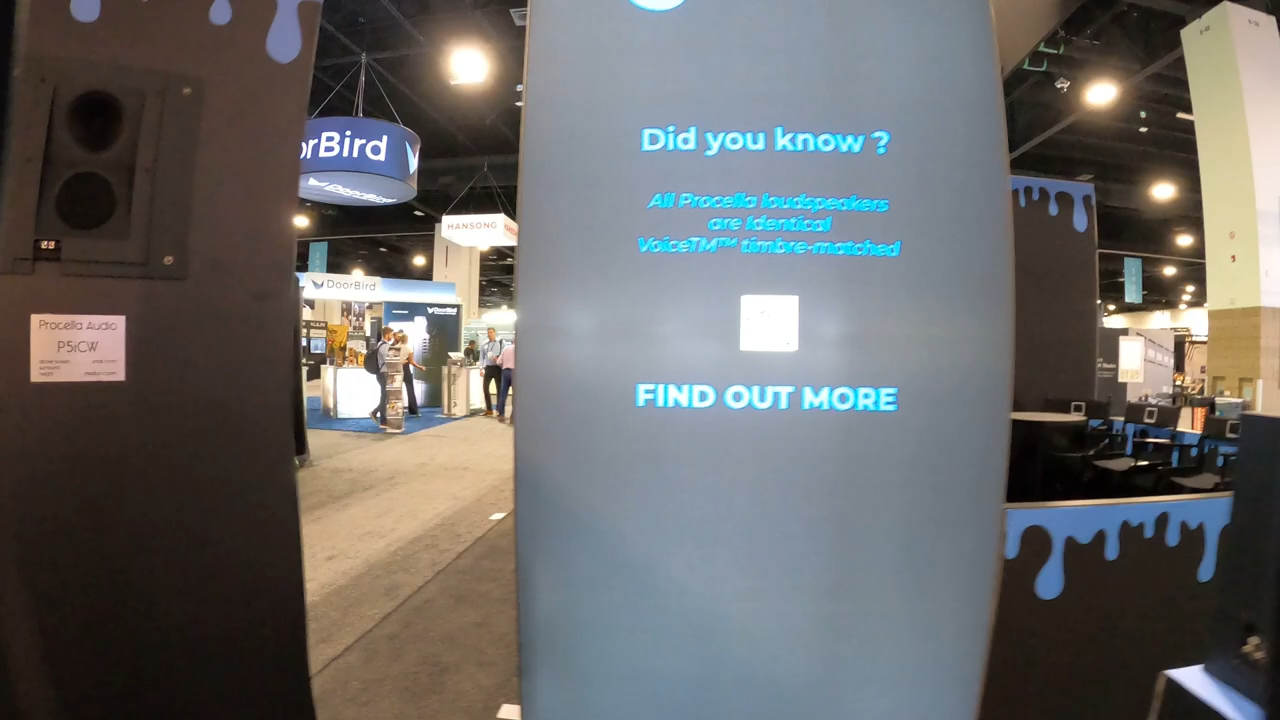 orBird
DoorBird
HANSONG
DoorBird
DoorBird
Procella Audio
P5iCW
Did you know ?
All Procella loudspeakers
are identical
VoiceTM™ timbre-matched
FIND OUT MORE